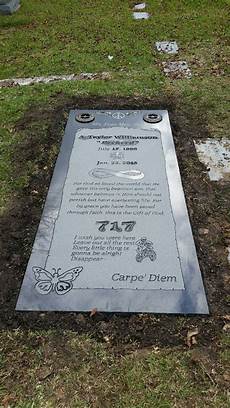 Taylor Williamson
July 17, 1996
Jan. 22, 2015
For God so loved the world that He
gave his only begotten son, that
whoever believes in Him should not
perish but have everlasting life. For
by grace you have been saved
through faith, this is the Gift of God.
717
I wish you were here
Leave out all the rest
Every little thing is
gonna be alright
Disappear
Carpe' Diem